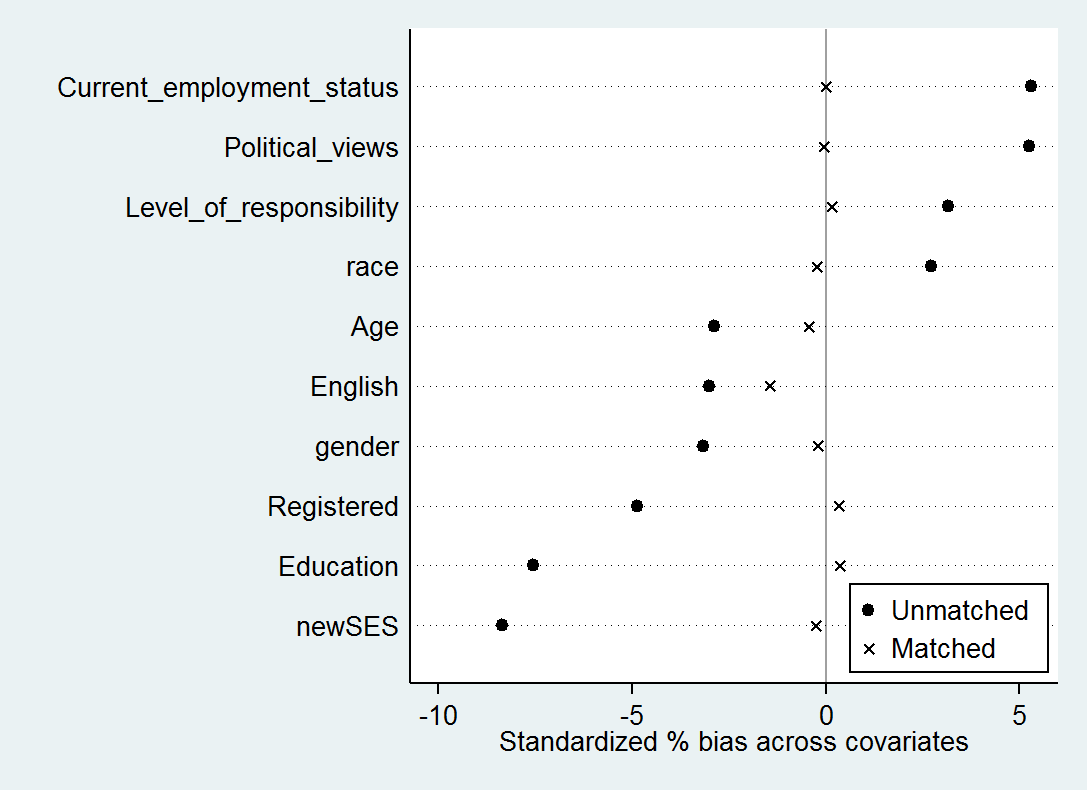 Current_employment_status
Political_views
Level_of_responsibility
race
Age
English
gender
Registered
Education
newSES
Unmatched
Matched
-10 -5 0 5
Standardized % bias across covariates